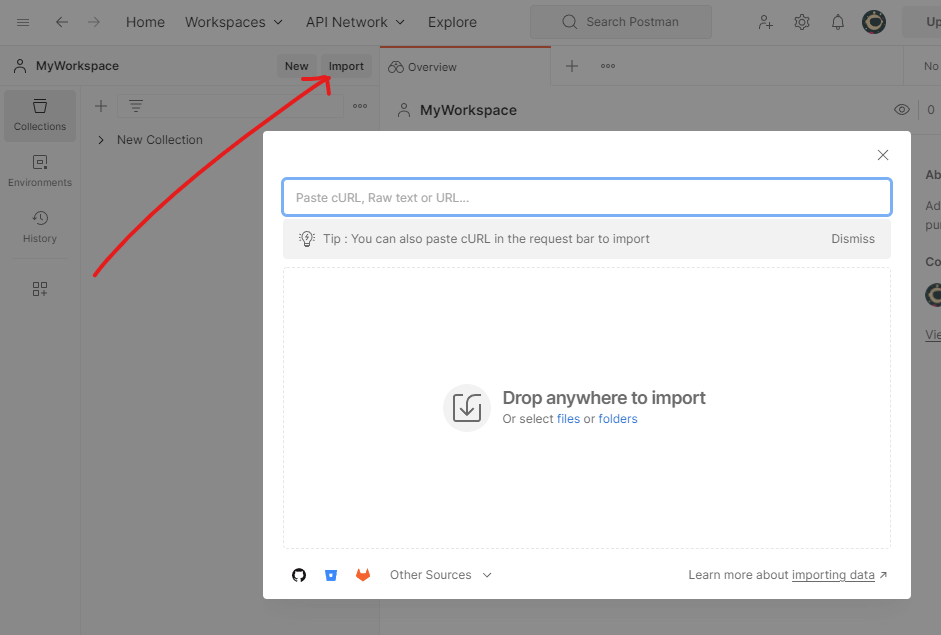 Home Workspaces API Network Explore Search Postman Up
MyWorkspace New Import Overview No
Collections
Environments
History
New Collection
MyWorkspace 0
Paste cURL, Raw text or URL...
Tip : You can also paste cURL in the request bar to import Dismiss
Drop anywhere to import
Or select files or folders
Other Sources Learn more about importing data
Ab
Ad
pu
Co
Vie